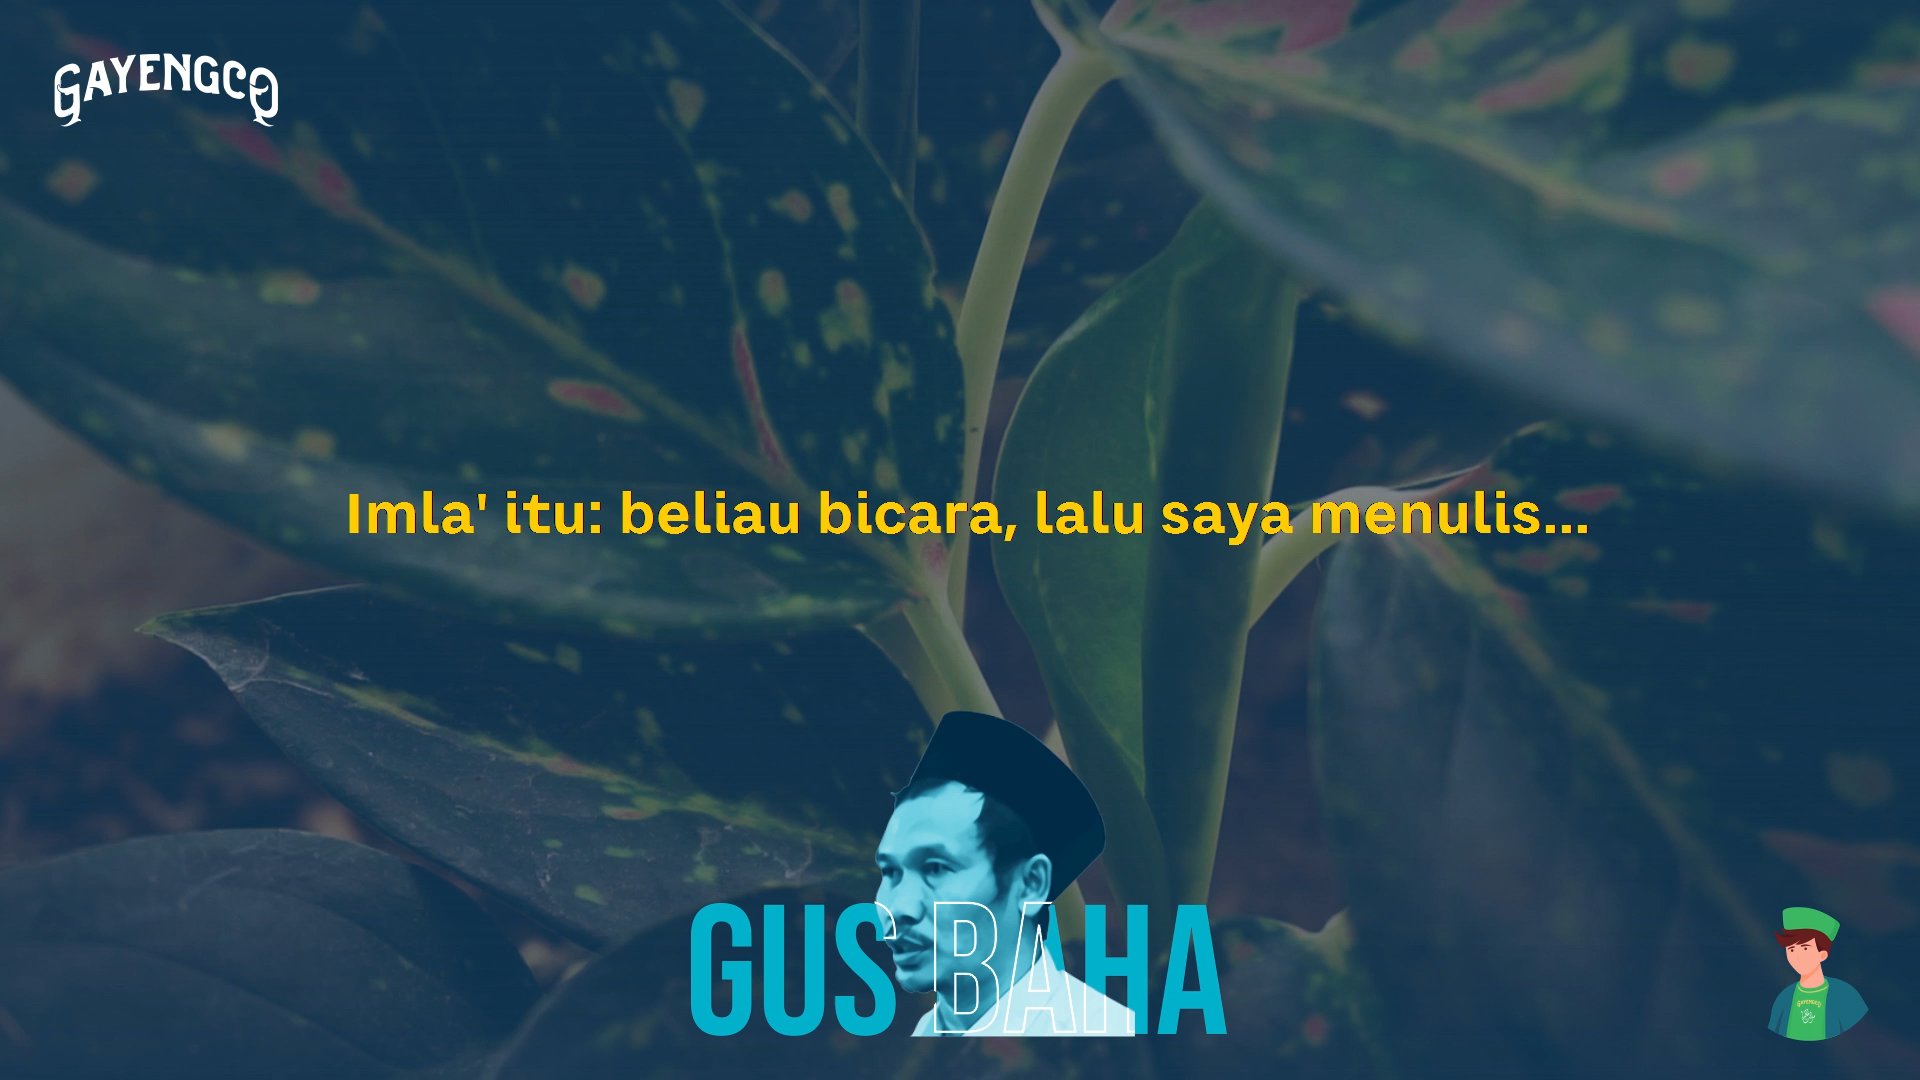 GAYENGCO
Imla' itu: beliau bicara, lalu saya menulis...
GUS BAHA